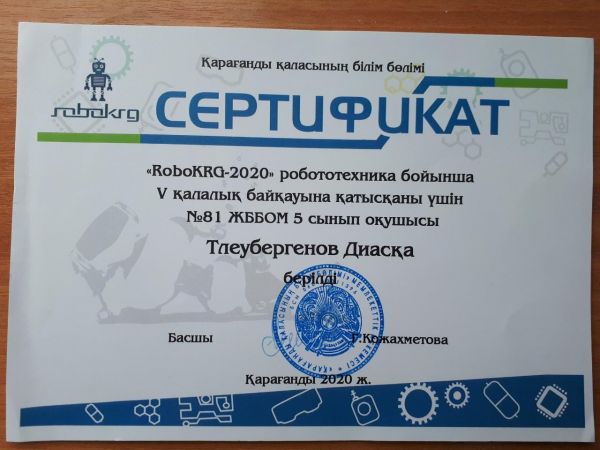 Қарағанды қаласының білім бөлімі
robokrg
СЕРТИФИКАТ
«RoboKRG-2020» робототехника бойынша
V қалалық байқауына қатысқаны үшін
№81 ЖББОМ 5 сынып оқушысы
Тлеубергенов Диасқа
берілді
Басшы Г.Кожахметова
Қарағанды 2020 ж.